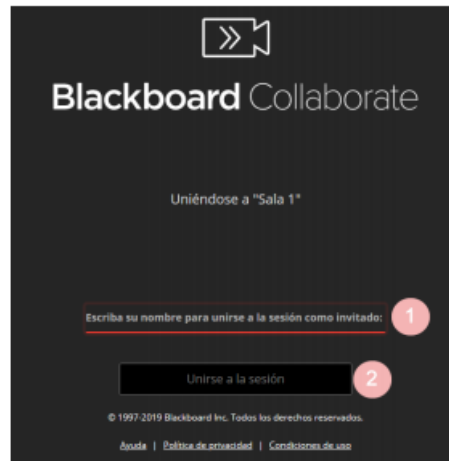 Blackboard Collaborate
Uniéndose a "Sala 1"
Escriba su nombre para unirse a la sesión como invitado:
1
Unirse a la sesión
2
© 1997-2019 Blackboard Inc. Todos los derechos reservados.
Ayuda | Política de privacidad | Condiciones de uso